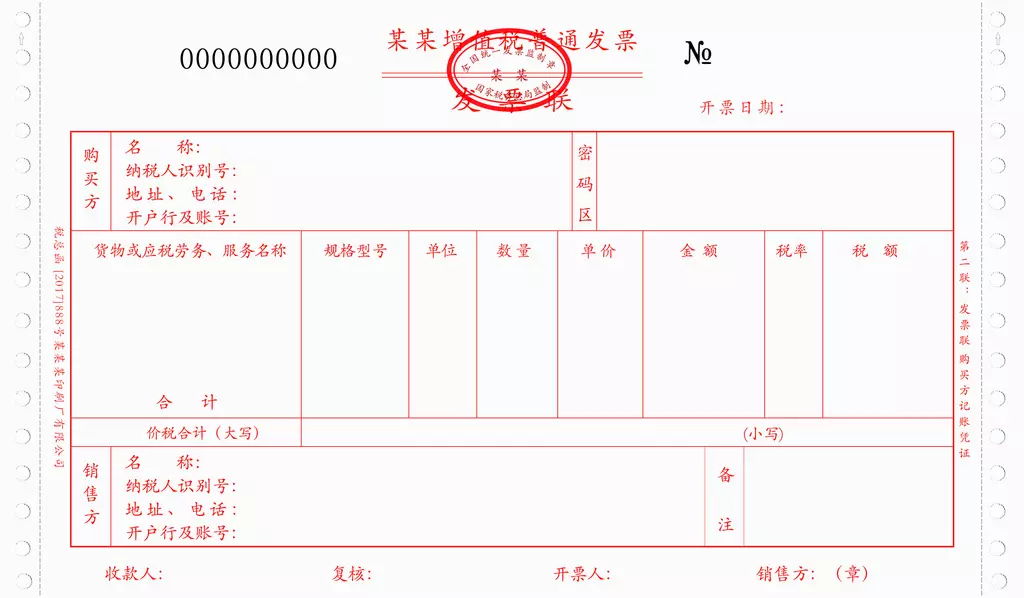 某某增值税普通发票
0000000000
№
全国统一发票监制章
某 某
国家税务总局监制
发票联
开票日期：
购买方
名 称：
纳税人识别号：
地址、电话：
开户行及账号：
密码区
货物或应税劳务、服务名称 规格型号 单位 数量 单价 金额 税率 税额
合 计
价税合计（大写） (小写)
销售方
名 称：
纳税人识别号：
地址、电话：
开户行及账号：
备注
收款人： 复核： 开票人： 销售方：（章）
税总函[2017]888号某某某印刷厂有限公司
第二联：发票联 购买方记账凭证